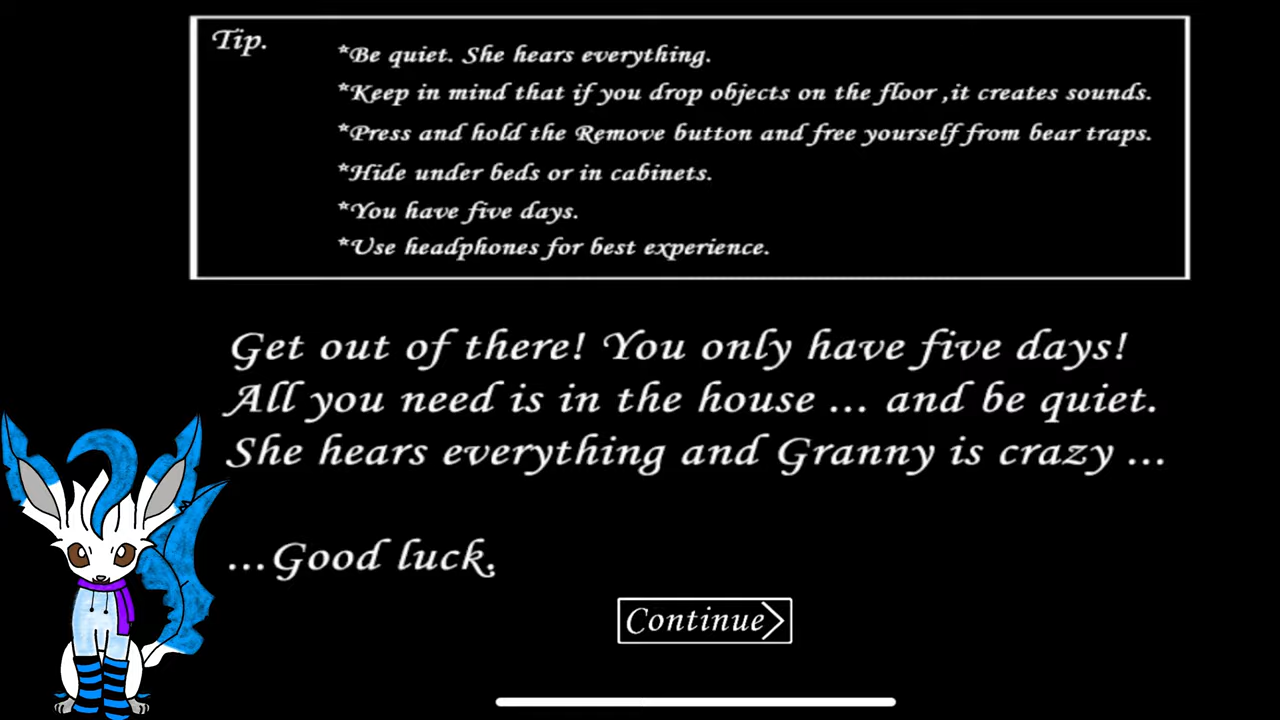 Tip.
*Be quiet. She hears everything.
*Keep in mind that if you drop objects on the floor ,it creates sounds.
*Press and hold the Remove button and free yourself from bear traps.
*Hide under beds or in cabinets.
*You have five days.
*Use headphones for best experience.
Get out of there! You only have five days!
All you need is in the house ... and be quiet.
She hears everything and Granny is crazy ...
...Good luck.
Continue